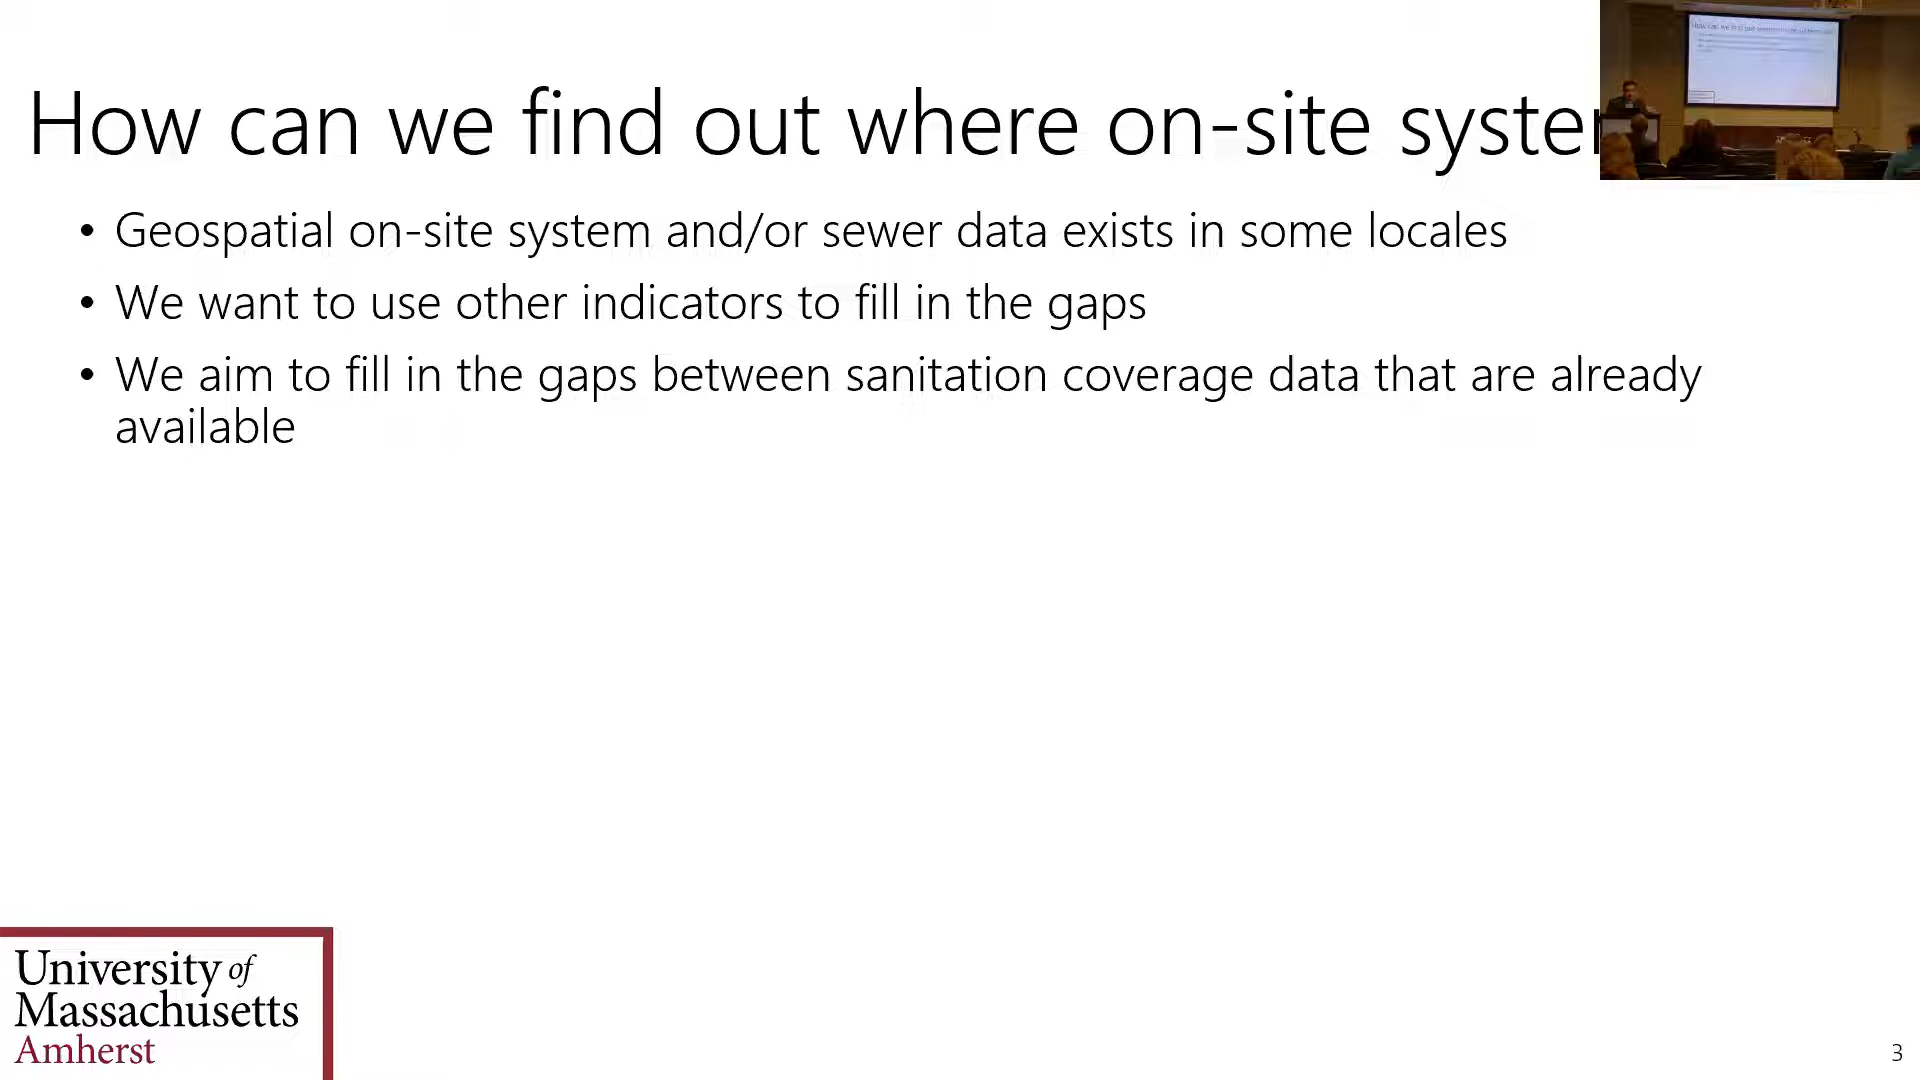 How can we find out where on-site
• Geospatial on-site system and/or sewer data exists in some locales
• We want to use other indicators to fill in the gaps
• We aim to fill in the gaps between sanitation coverage data that are already
available
University of
Massachusetts
Amherst
3